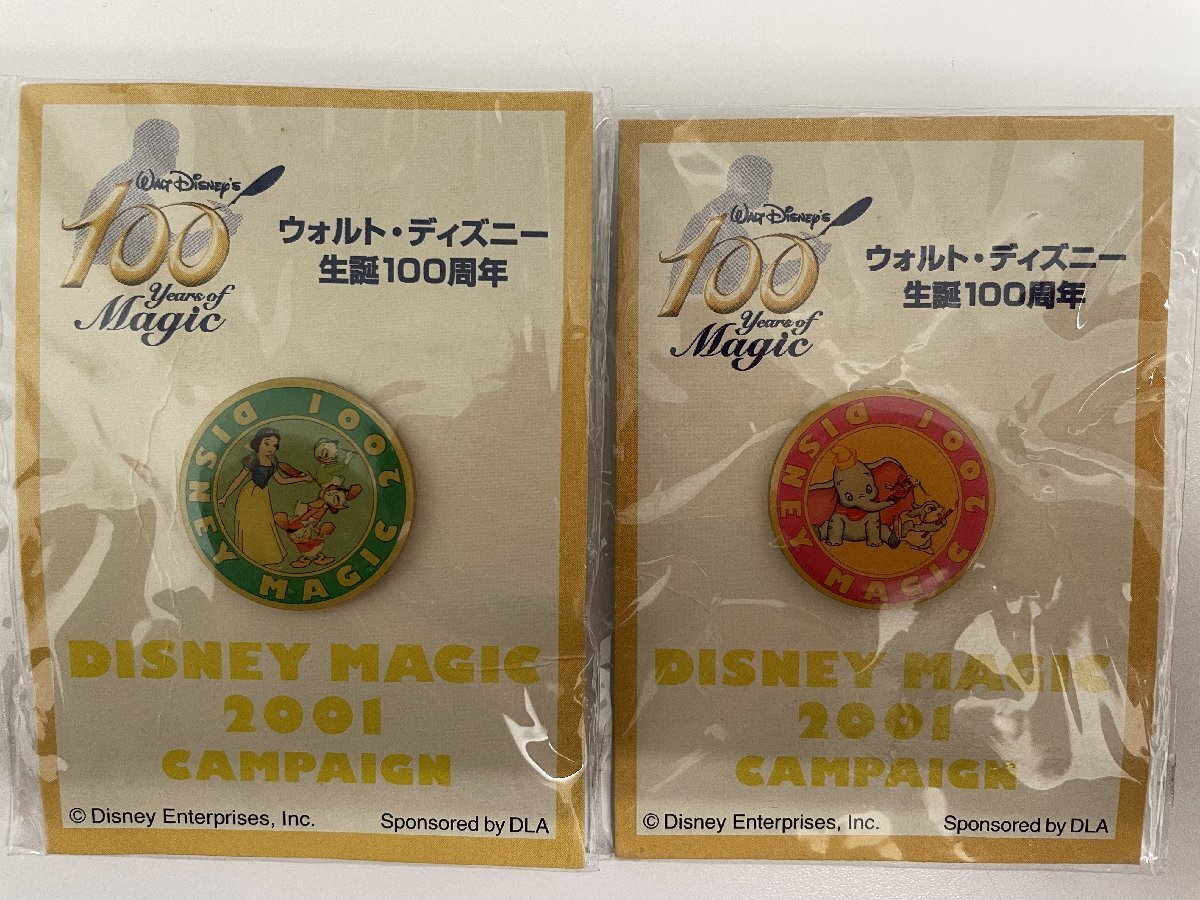 WALT DISNEY'S
100
Years of
Magic
ウォルト・ディズニー
生誕100周年
DISNEY MAGIC 2001
DISNEY MAGIC
2001
CAMPAIGN
© Disney Enterprises, Inc.
Sponsored by DLA
WALT DISNEY'S
100
Years of
Magic
ウォルト・ディズニー
生誕100周年
DISNEY MAGIC 2001
DISNEY MAGIC
2001
CAMPAIGN
© Disney Enterprises, Inc.
Sponsored by DLA